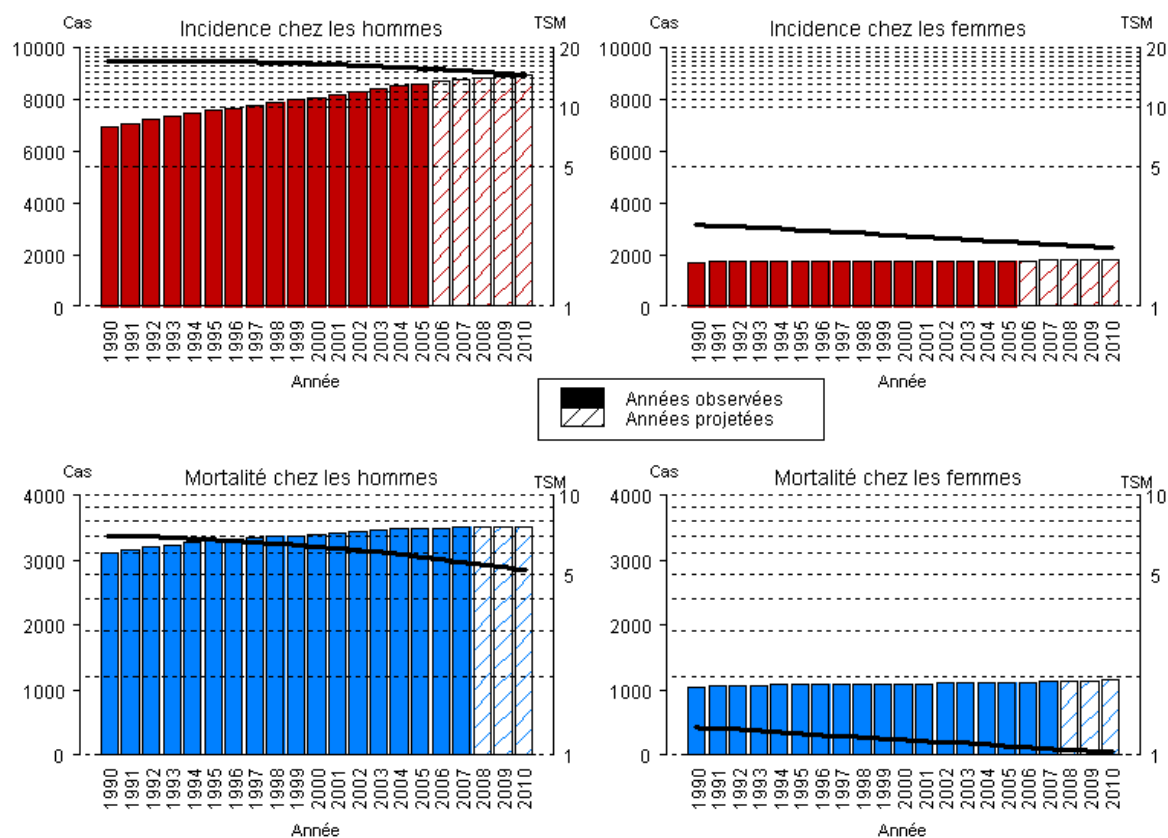 Cas Incidence chez les hommes TSM
10000 20
8000 10
6000 5
4000
2000
0 1
1990 1991 1992 1993 1994 1995 1996 1997 1998 1999 2000 2001 2002 2003 2004 2005 2006 2007 2008 2009 2010
Année
Cas Incidence chez les femmes TSM
10000 20
8000 10
6000 5
4000
2000
0 1
1990 1991 1992 1993 1994 1995 1996 1997 1998 1999 2000 2001 2002 2003 2004 2005 2006 2007 2008 2009 2010
Année
Années observées
Années projetées
Cas Mortalité chez les hommes TSM
4000 10
3000 5
2000
1000
0 1
1990 1991 1992 1993 1994 1995 1996 1997 1998 1999 2000 2001 2002 2003 2004 2005 2006 2007 2008 2009 2010
Année
Cas Mortalité chez les femmes TSM
4000 10
3000 5
2000
1000
0 1
1990 1991 1992 1993 1994 1995 1996 1997 1998 1999 2000 2001 2002 2003 2004 2005 2006 2007 2008 2009 2010
Année